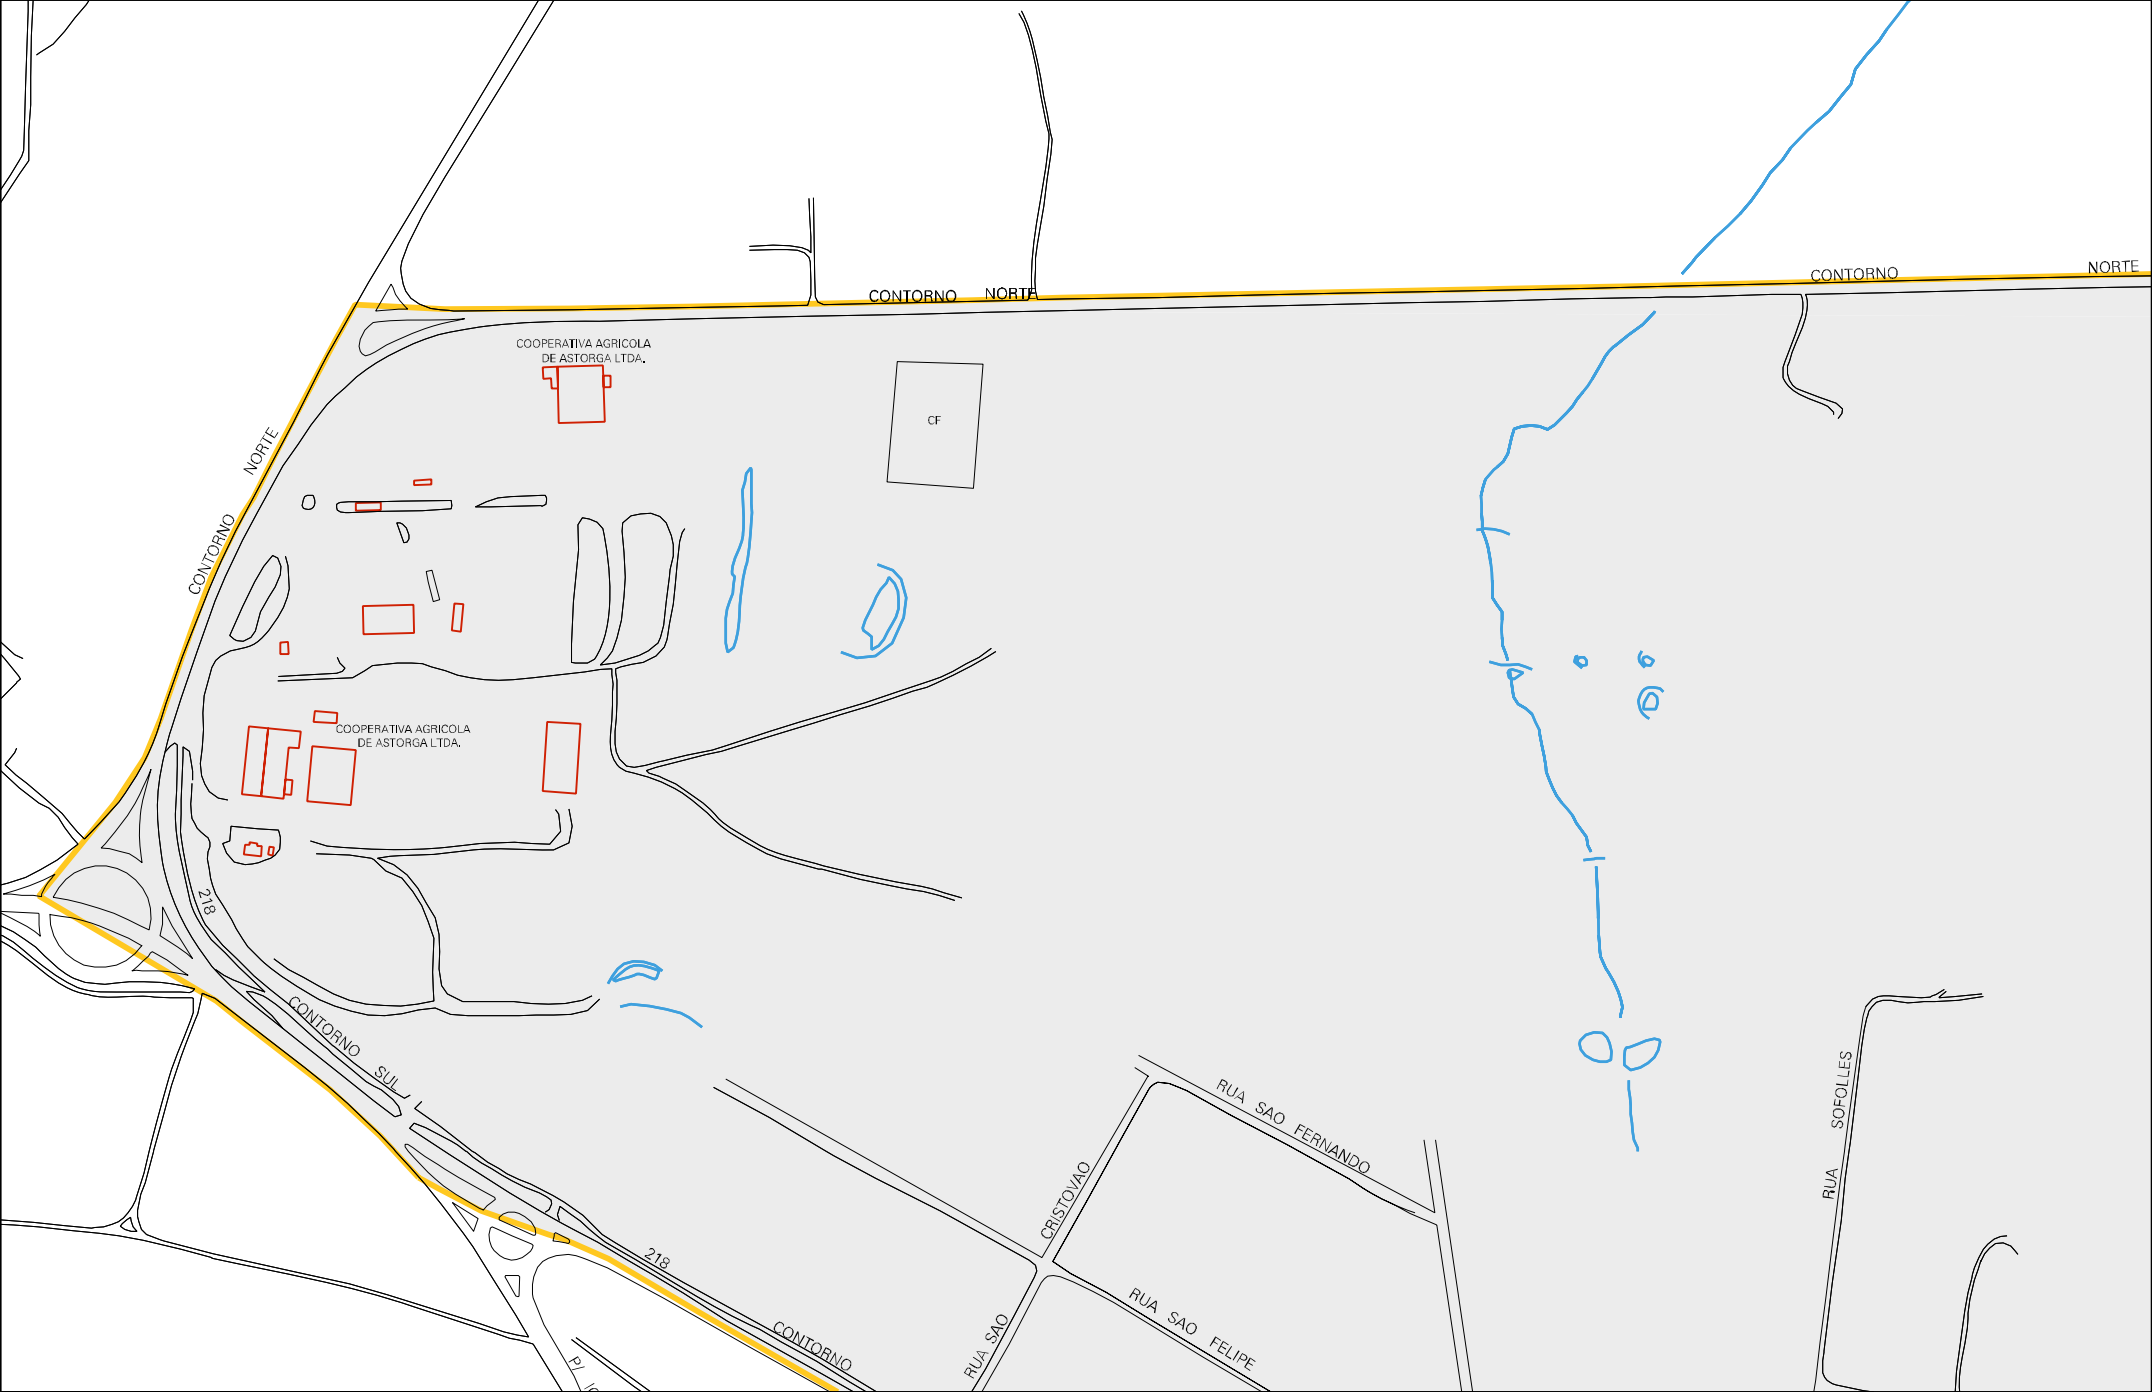 CONTORNO NORTE
CONTORNO NORTE
COOPERATIVA AGRICOLA
DE ASTORGA LTDA.
CF
CONTORNO NORTE
COOPERATIVA AGRICOLA
DE ASTORGA LTDA.
218
CONTORNO SUL
RUA SAO FERNANDO
RUA SOFOLLES
RUA SAO CRISTOVAO
218
CONTORNO
RUA SAO FELIPE
P/